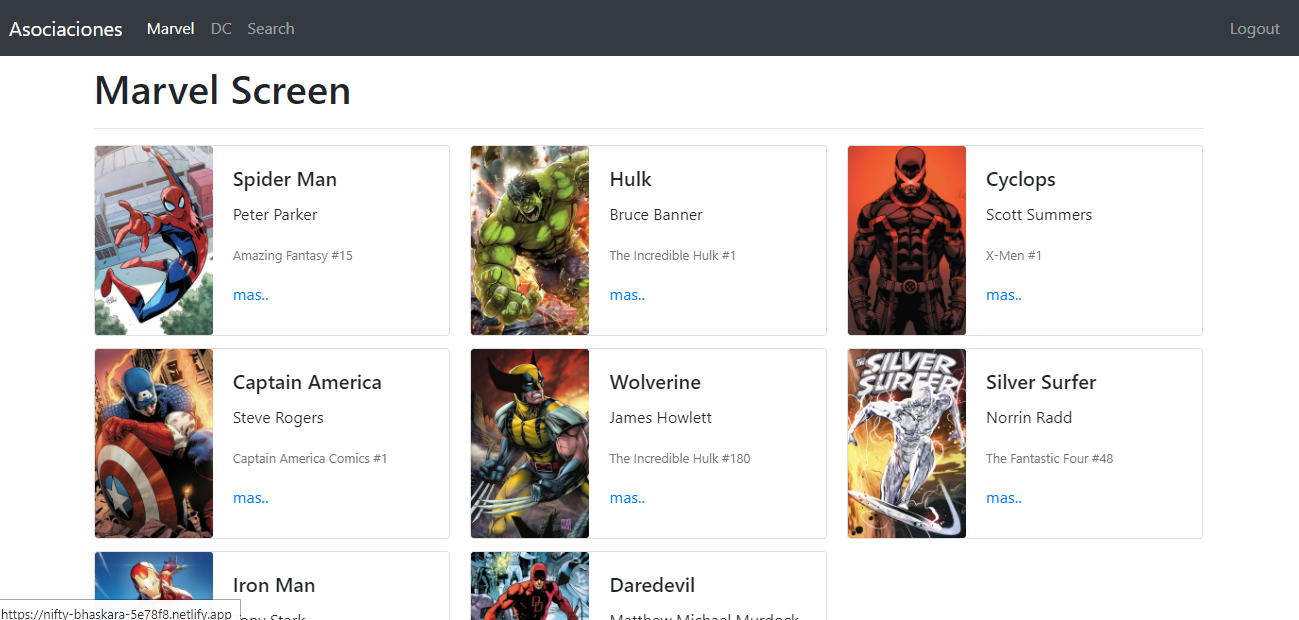 Asociaciones Marvel DC Search Logout
Marvel Screen
Spider Man
Peter Parker
Amazing Fantasy #15
mas..
Hulk
Bruce Banner
The Incredible Hulk #1
mas..
Cyclops
Scott Summers
X-Men #1
mas..
Captain America
Steve Rogers
Captain America Comics #1
mas..
Wolverine
James Howlett
The Incredible Hulk #180
mas..
THE SILVER SURFER
Silver Surfer
Norrin Radd
The Fantastic Four #48
mas..
Iron Man
Tony Stark
Daredevil
Matthew Michael Murdock
https://nifty-bhaskara-5e78f8.netlify.app